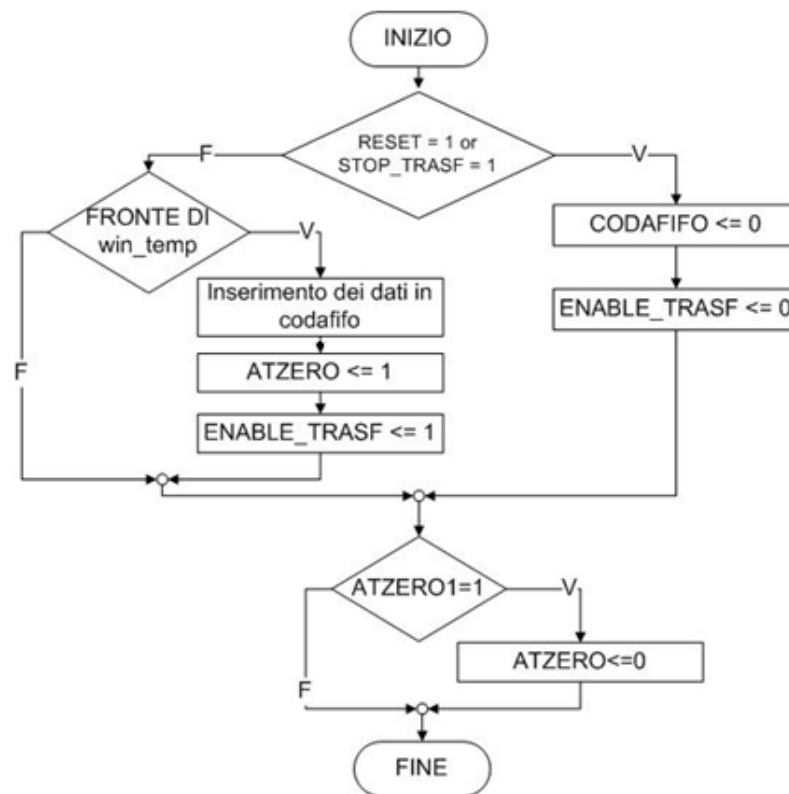 INIZIO
RESET = 1 or
STOP_TRASF = 1
F
V
FRONTE DI
win_temp
V
CODAFIFO <= 0
Inserimento dei dati in
codafifo
ENABLE_TRASF <= 0
F
ATZERO <= 1
ENABLE_TRASF <= 1
ATZERO1=1
V
ATZERO<=0
F
FINE